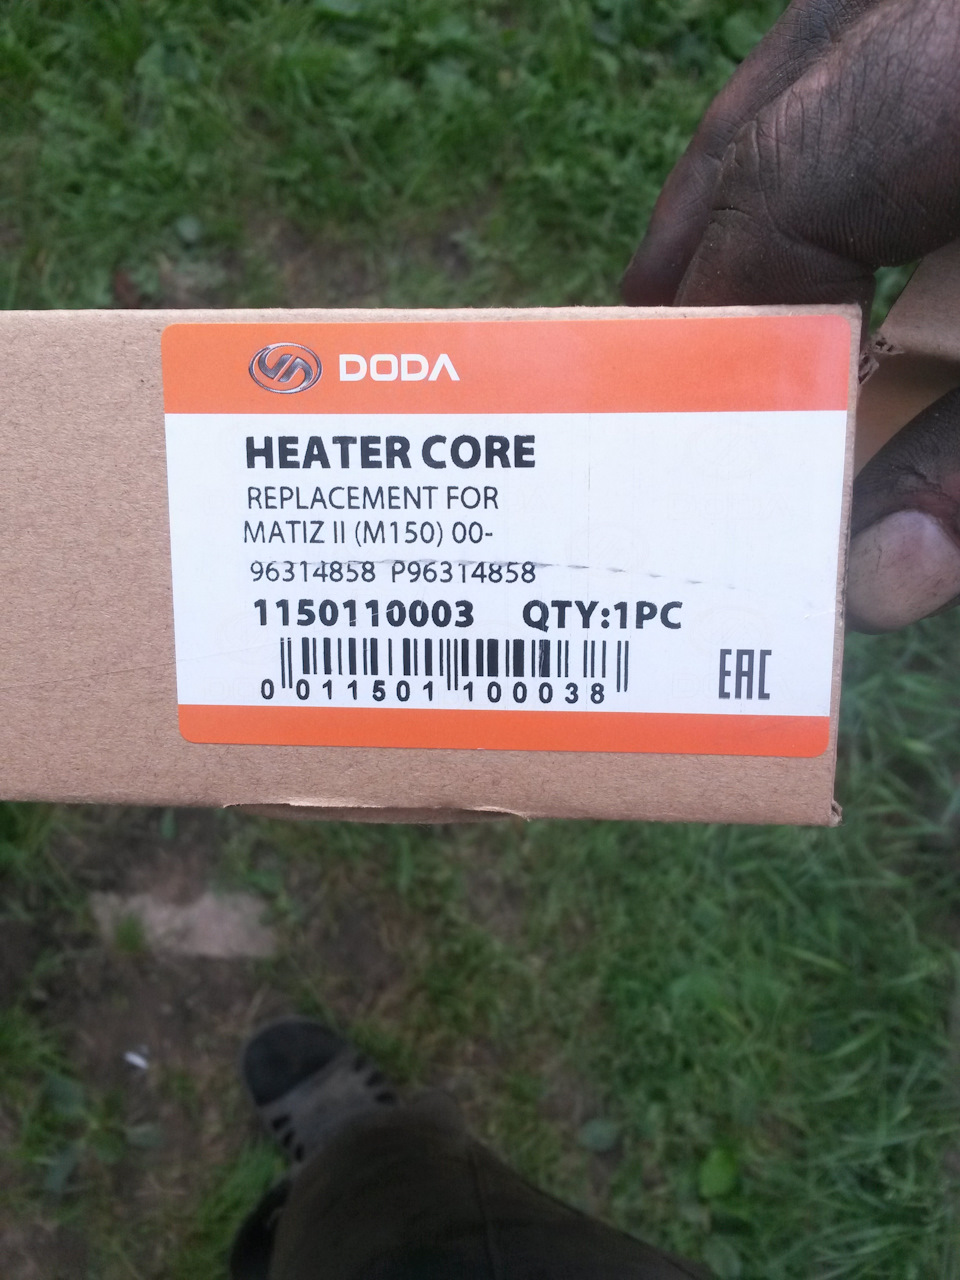 DODA
HEATER CORE
REPLACEMENT FOR
MATIZ II (M150) 00-
96314858 P96314858
1150110003 QTY:1PC
0 011501 100038
EAC